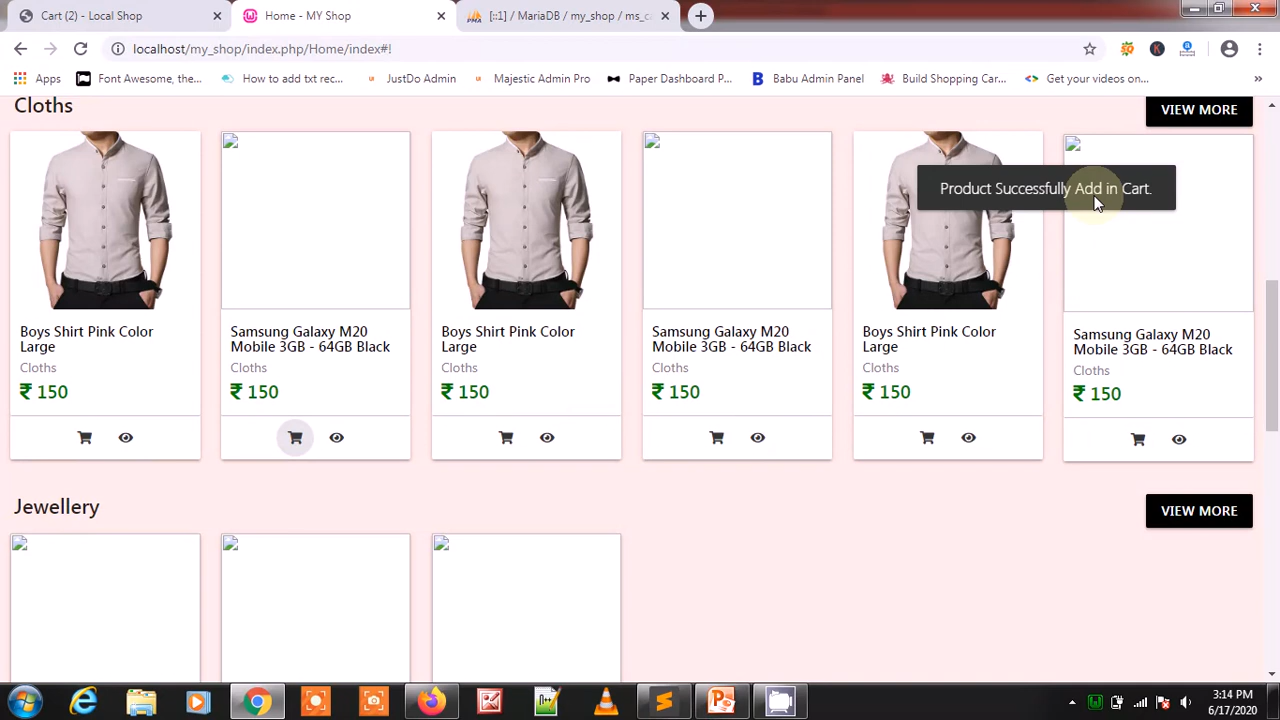 Cart (2) - Local Shop
Home - MY Shop
[::1] / MariaDB / my_shop / ms_ca
localhost/my_shop/index.php/Home/index#!
Apps
Font Awesome, the...
How to add txt rec...
JustDo Admin
Majestic Admin Pro
Paper Dashboard P...
Babu Admin Panel
Build Shopping Car...
Get your videos on...
»
Cloths
VIEW MORE
Product Successfully Add in Cart.
Boys Shirt Pink Color
Large
Cloths
₹ 150
Samsung Galaxy M20
Mobile 3GB - 64GB Black
Cloths
₹ 150
Boys Shirt Pink Color
Large
Cloths
₹ 150
Samsung Galaxy M20
Mobile 3GB - 64GB Black
Cloths
₹ 150
Boys Shirt Pink Color
Large
Cloths
₹ 150
Samsung Galaxy M20
Mobile 3GB - 64GB Black
Cloths
₹ 150
Jewellery
VIEW MORE
3:14 PM
6/17/2020